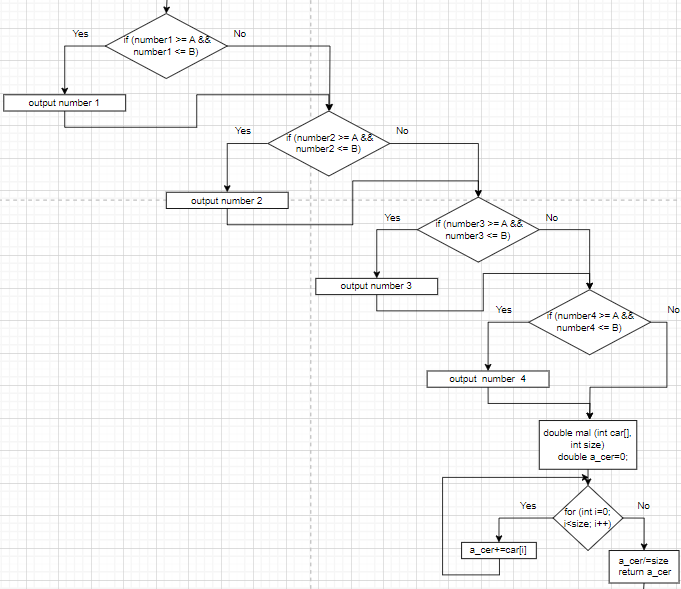 Yes
if (number1 >= A &&
number1 <= B)
No
output number 1
Yes
if (number2 >= A &&
number2 <= B)
No
output number 2
Yes
if (number3 >= A &&
number3 <= B)
No
output number 3
Yes
if (number4 >= A &&
number4 <= B)
No
output number 4
double mal (int car[],
int size)
double a_cer=0;
Yes
for (int i=0;
i<size; i++)
No
a_cer+=car[i]
a_cer/=size
return a_cer